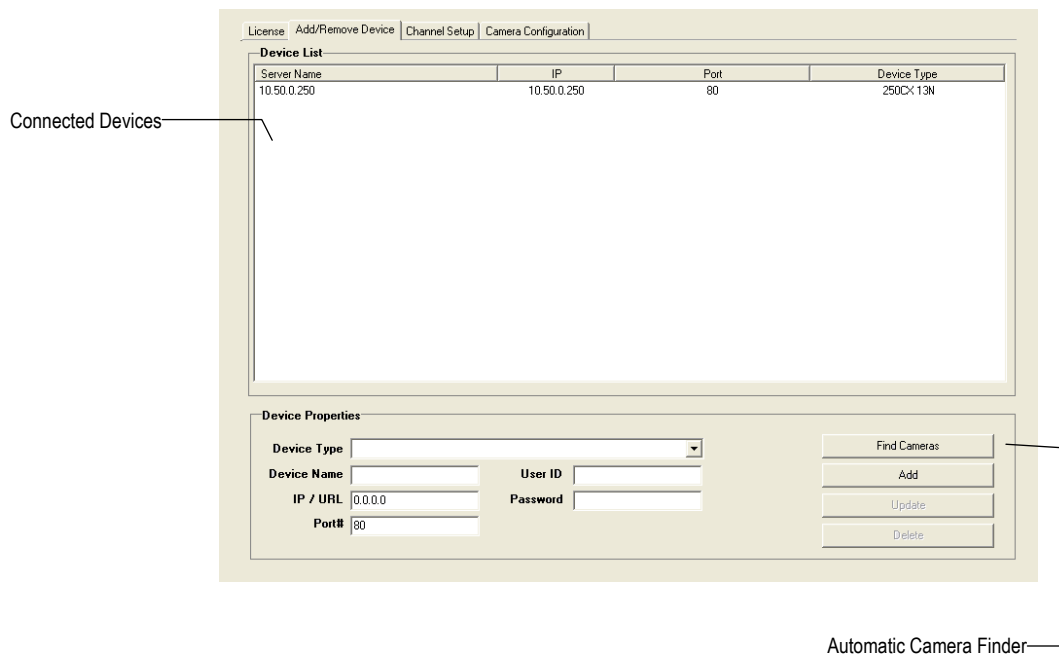 License Add/Remove Device Channel Setup Camera Configuration
Device List
Server Name IP Port Device Type
10.50.0.250 10.50.0.250 80 250CX 13N
Connected Devices
Device Properties
Device Type Find Cameras
Device Name User ID Add
IP / URL 0.0.0.0 Password Update
Port# 80 Delete
Automatic Camera Finder